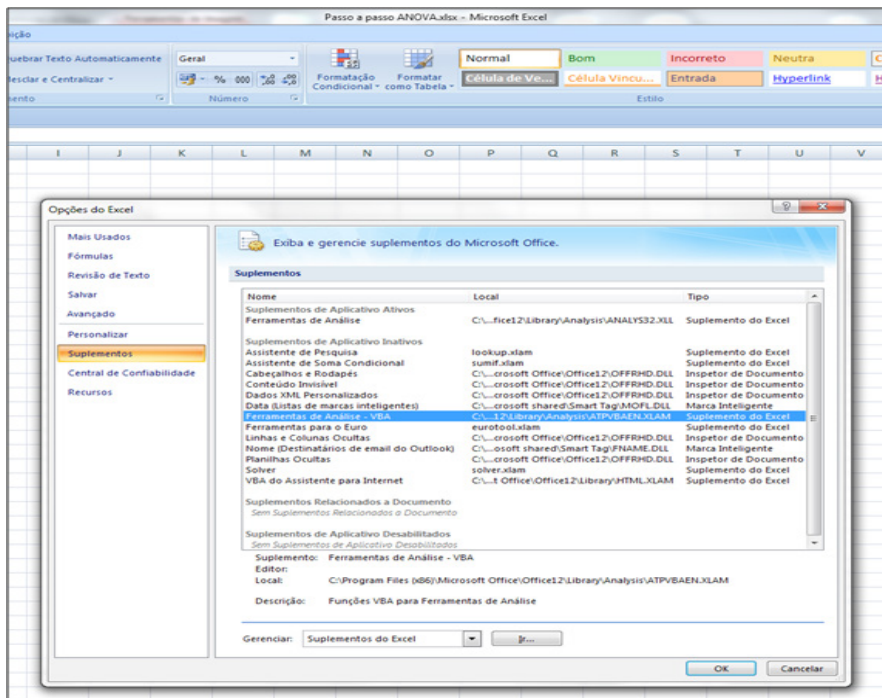 Passo a passo ANOVA.xlsx - Microsoft Excel
Quebrar Texto Automaticamente Geral Normal Bom Incorreto Neutra
Mesclar e Centralizar % 000 Formatação Condicional Formatar como Tabela Célula de Ve... Célula Vincu... Entrada Hyperlink
Número Estilo
I J K L M N O P Q R S T U V
Opções do Excel
Mais Usados
Fórmulas
Revisão de Texto
Salvar
Avançado
Personalizar
Suplementos
Central de Confiabilidade
Recursos
Exiba e gerencie suplementos do Microsoft Office.
Suplementos
Nome Local Tipo
Suplementos de Aplicativo Ativos
Ferramentas de Análise C:\...fice12\Library\Analysis\ANALYS32.XLL Suplemento do Excel
Suplementos de Aplicativo Inativos
Assistente de Pesquisa lookup.xlam Suplemento do Excel
Assistente de Soma Condicional sumif.xlam Suplemento do Excel
Cabeçalhos e Rodapés C:\...crosoft Office\Office12\OFFRHD.DLL Inspetor de Documento
Conteúdo Invisível C:\...crosoft Office\Office12\OFFRHD.DLL Inspetor de Documento
Dados XML Personalizados C:\...crosoft Office\Office12\OFFRHD.DLL Inspetor de Documento
Data (Listas de marcas inteligentes) C:\...crosoft shared\Smart Tag\MOFL.DLL Marca Inteligente
Ferramentas de Análise - VBA C:\...12\Library\Analysis\ATPVBAEN.XLAM Suplemento do Excel
Ferramentas para o Euro eurotool.xlam Suplemento do Excel
Linhas e Colunas Ocultas C:\...crosoft Office\Office12\OFFRHD.DLL Inspetor de Documento
Nome (Destinatários de email do Outlook) C:\...osoft shared\Smart Tag\FNAME.DLL Marca Inteligente
Planilhas Ocultas C:\...crosoft Office\Office12\OFFRHD.DLL Inspetor de Documento
Solver solver.xlam Suplemento do Excel
VBA do Assistente para Internet C:\...t Office\Office12\Library\HTML.XLAM Suplemento do Excel
Suplementos Relacionados a Documento
Sem Suplementos Relacionados a Documento
Suplementos de Aplicativo Desabilitados
Sem Suplementos de Aplicativo Desabilitados
Suplemento: Ferramentas de Análise - VBA
Editor:
Local: C:\Program Files (x86)\Microsoft Office\Office12\Library\Analysis\ATPVBAEN.XLAM
Descrição: Funções VBA para Ferramentas de Análise
Gerenciar: Suplementos do Excel Ir...
OK Cancelar